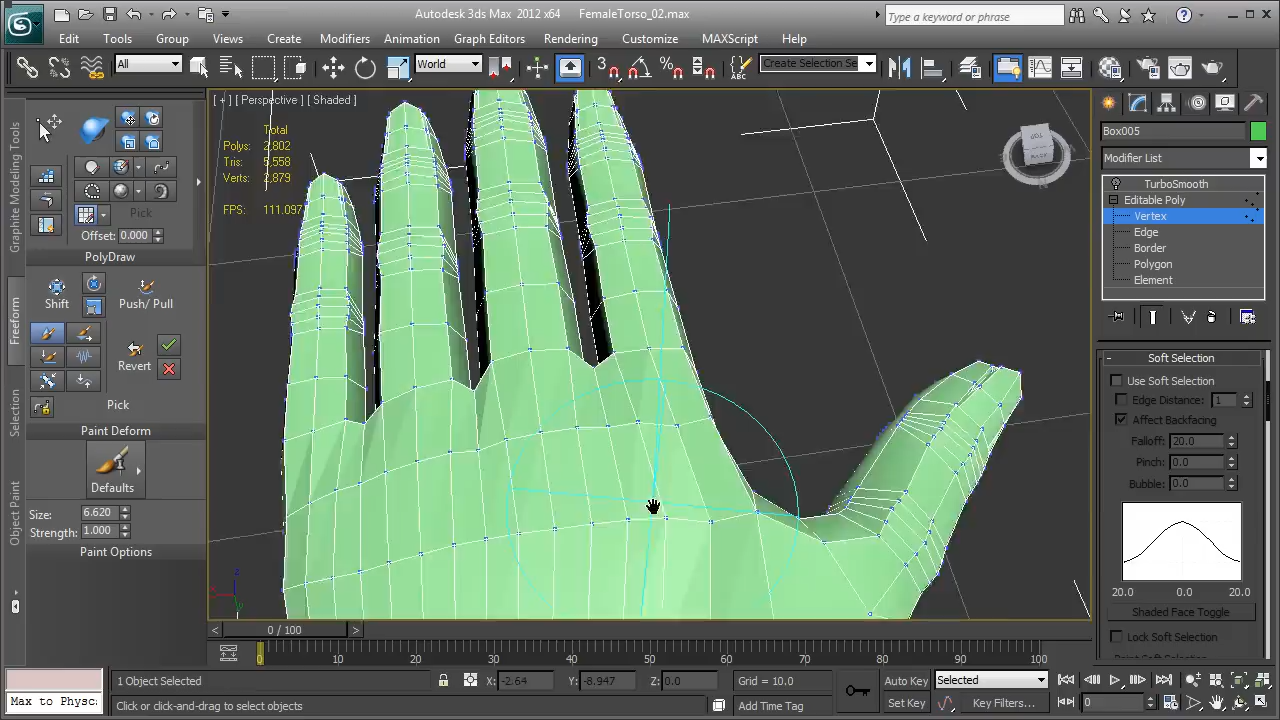 Autodesk 3ds Max 2012 x64 FemaleTorso_02.max
Type a keyword or phrase
Edit Tools Group Views Create Modifiers Animation Graph Editors Rendering Customize MAXScript Help
All World Create Selection Se
[ + ] [ Perspective ] [ Shaded ]
Total
Polys: 2,802
Tris: 5,558
Verts: 2,879
FPS: 111.097
Graphite Modeling Tools
Freeform
Selection
Object Paint
Pick
Offset: 0.000
PolyDraw
Shift Push/ Pull
Revert
Pick
Paint Deform
Defaults
Size: 6.620
Strength: 1.000
Paint Options
TOP
BACK
Box005
Modifier List
TurboSmooth
Editable Poly
Vertex
Edge
Border
Polygon
Element
- Soft Selection
Use Soft Selection
Edge Distance: 1
Affect Backfacing
Falloff: 20.0
Pinch: 0.0
Bubble: 0.0
20.0 0.0 20.0
Shaded Face Toggle
Lock Soft Selection
0 / 100
0 10 20 30 40 50 60 70 80 90 100
Max to Physc
1 Object Selected
X: -2.64 Y: -8.947 Z: 0.0
Grid = 10.0
Auto Key Selected
Click or click-and-drag to select objects
Add Time Tag
Set Key Key Filters... 0